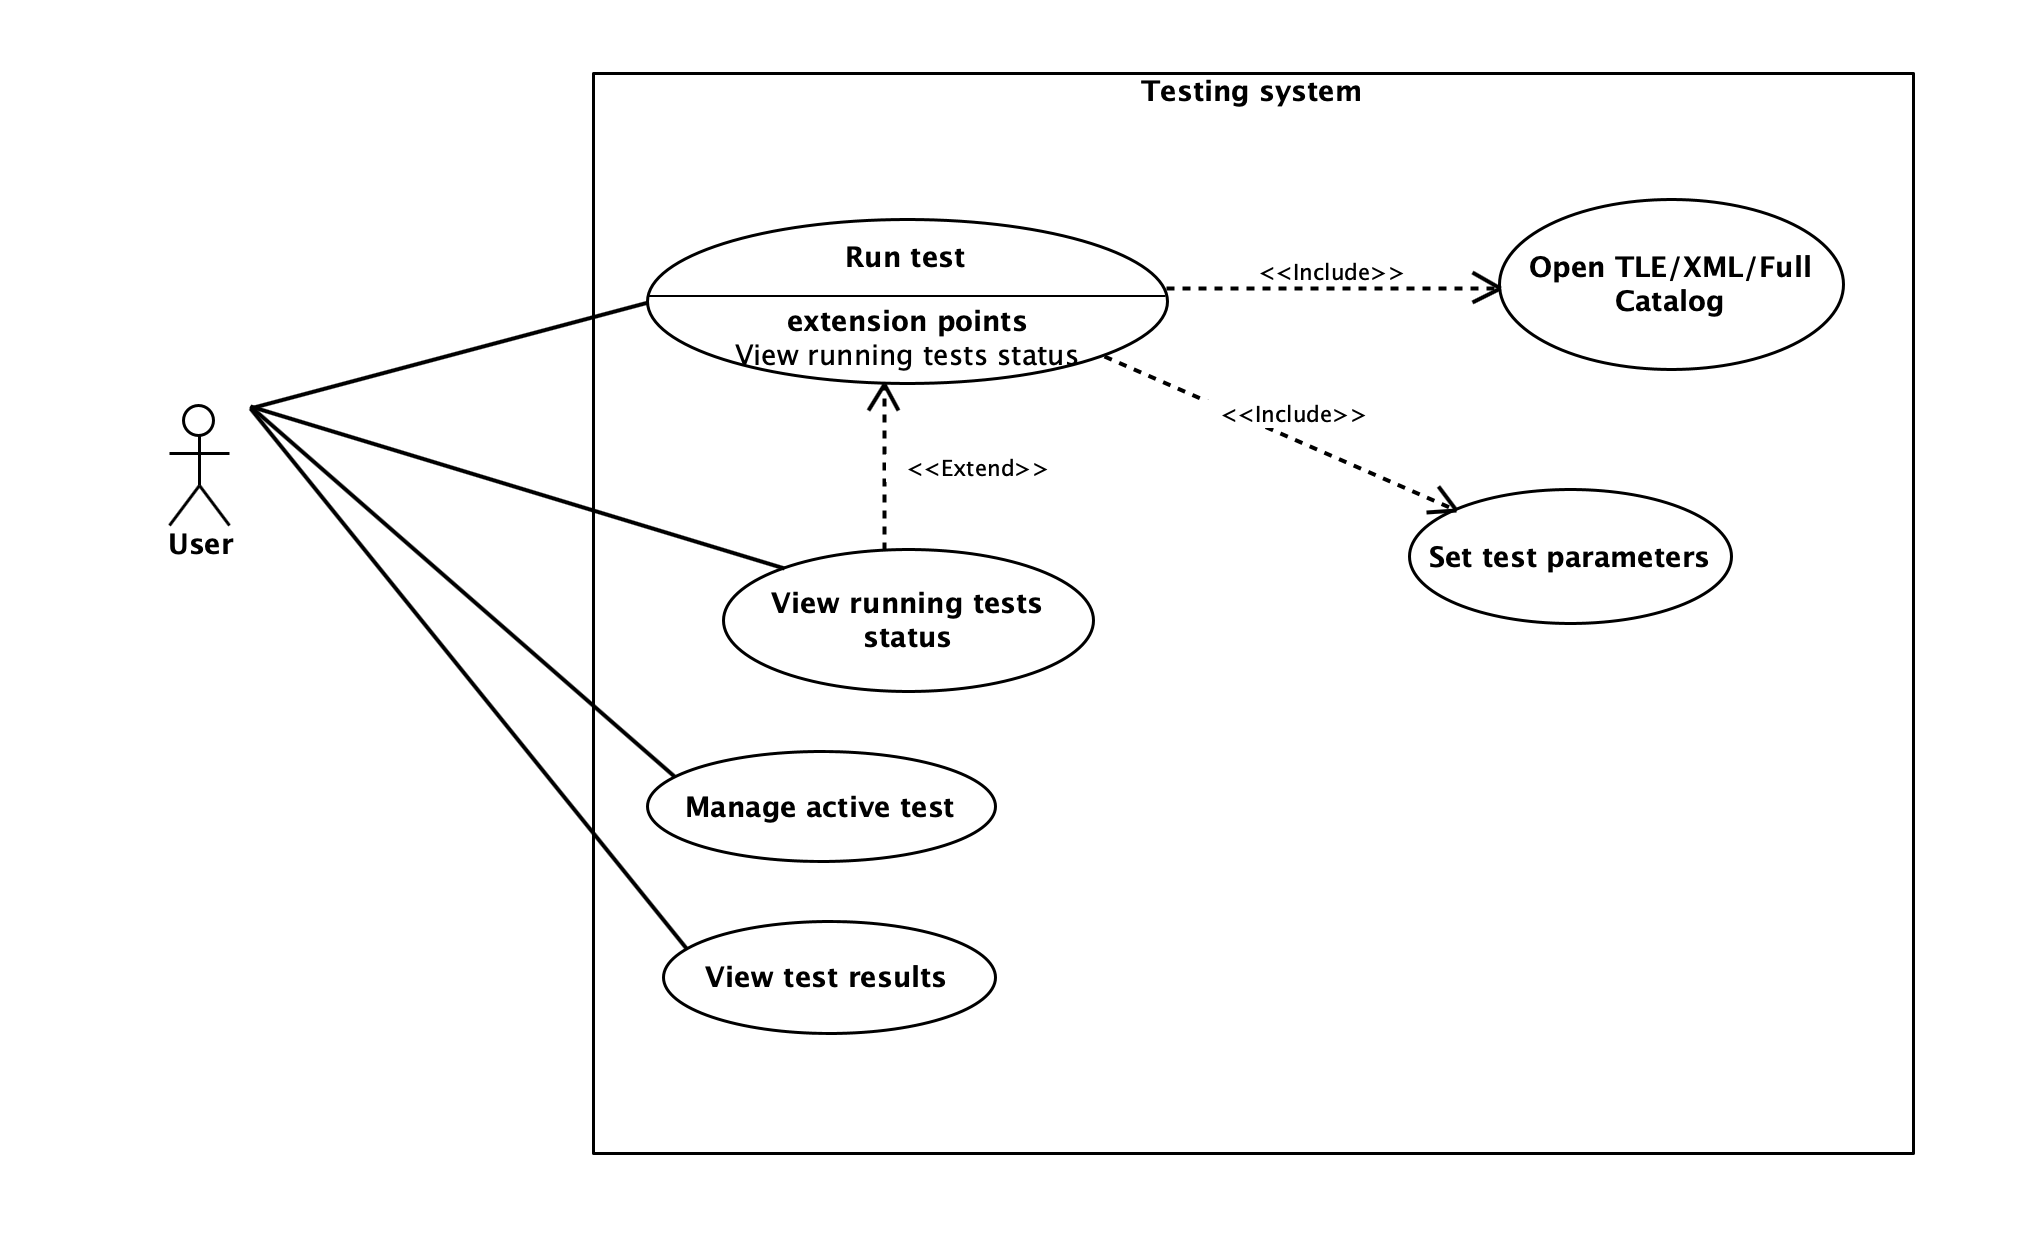 Testing system
Run test
extension points
View running tests status
<<Include>>
Open TLE/XML/Full
Catalog
<<Include>>
<<Extend>>
User
Set test parameters
View running tests
status
Manage active test
View test results